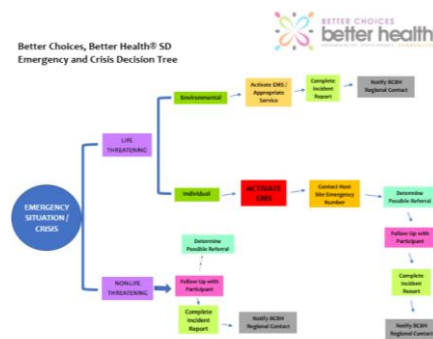 BETTER CHOICES
better health
Better Choices, Better Health® SD
Emergency and Crisis Decision Tree
Environmental
Activate EMS /
Appropriate
Service
Complete
Incident
Report
Notify BCBH
Regional Contact
LIFE
THREATENING
EMERGENCY
SITUATION /
CRISIS
Individual
ACTIVATE
EMS
Contact Host
Site Emergency
Number
Determine
Possible Referral
Follow Up with
Participant
Complete
Incident
Report
Notify BCBH
Regional Contact
NONLIFE
THREATENING
Determine
Possible Referral
Follow Up with
Participant
Complete
Incident
Report
Notify BCBH
Regional Contact